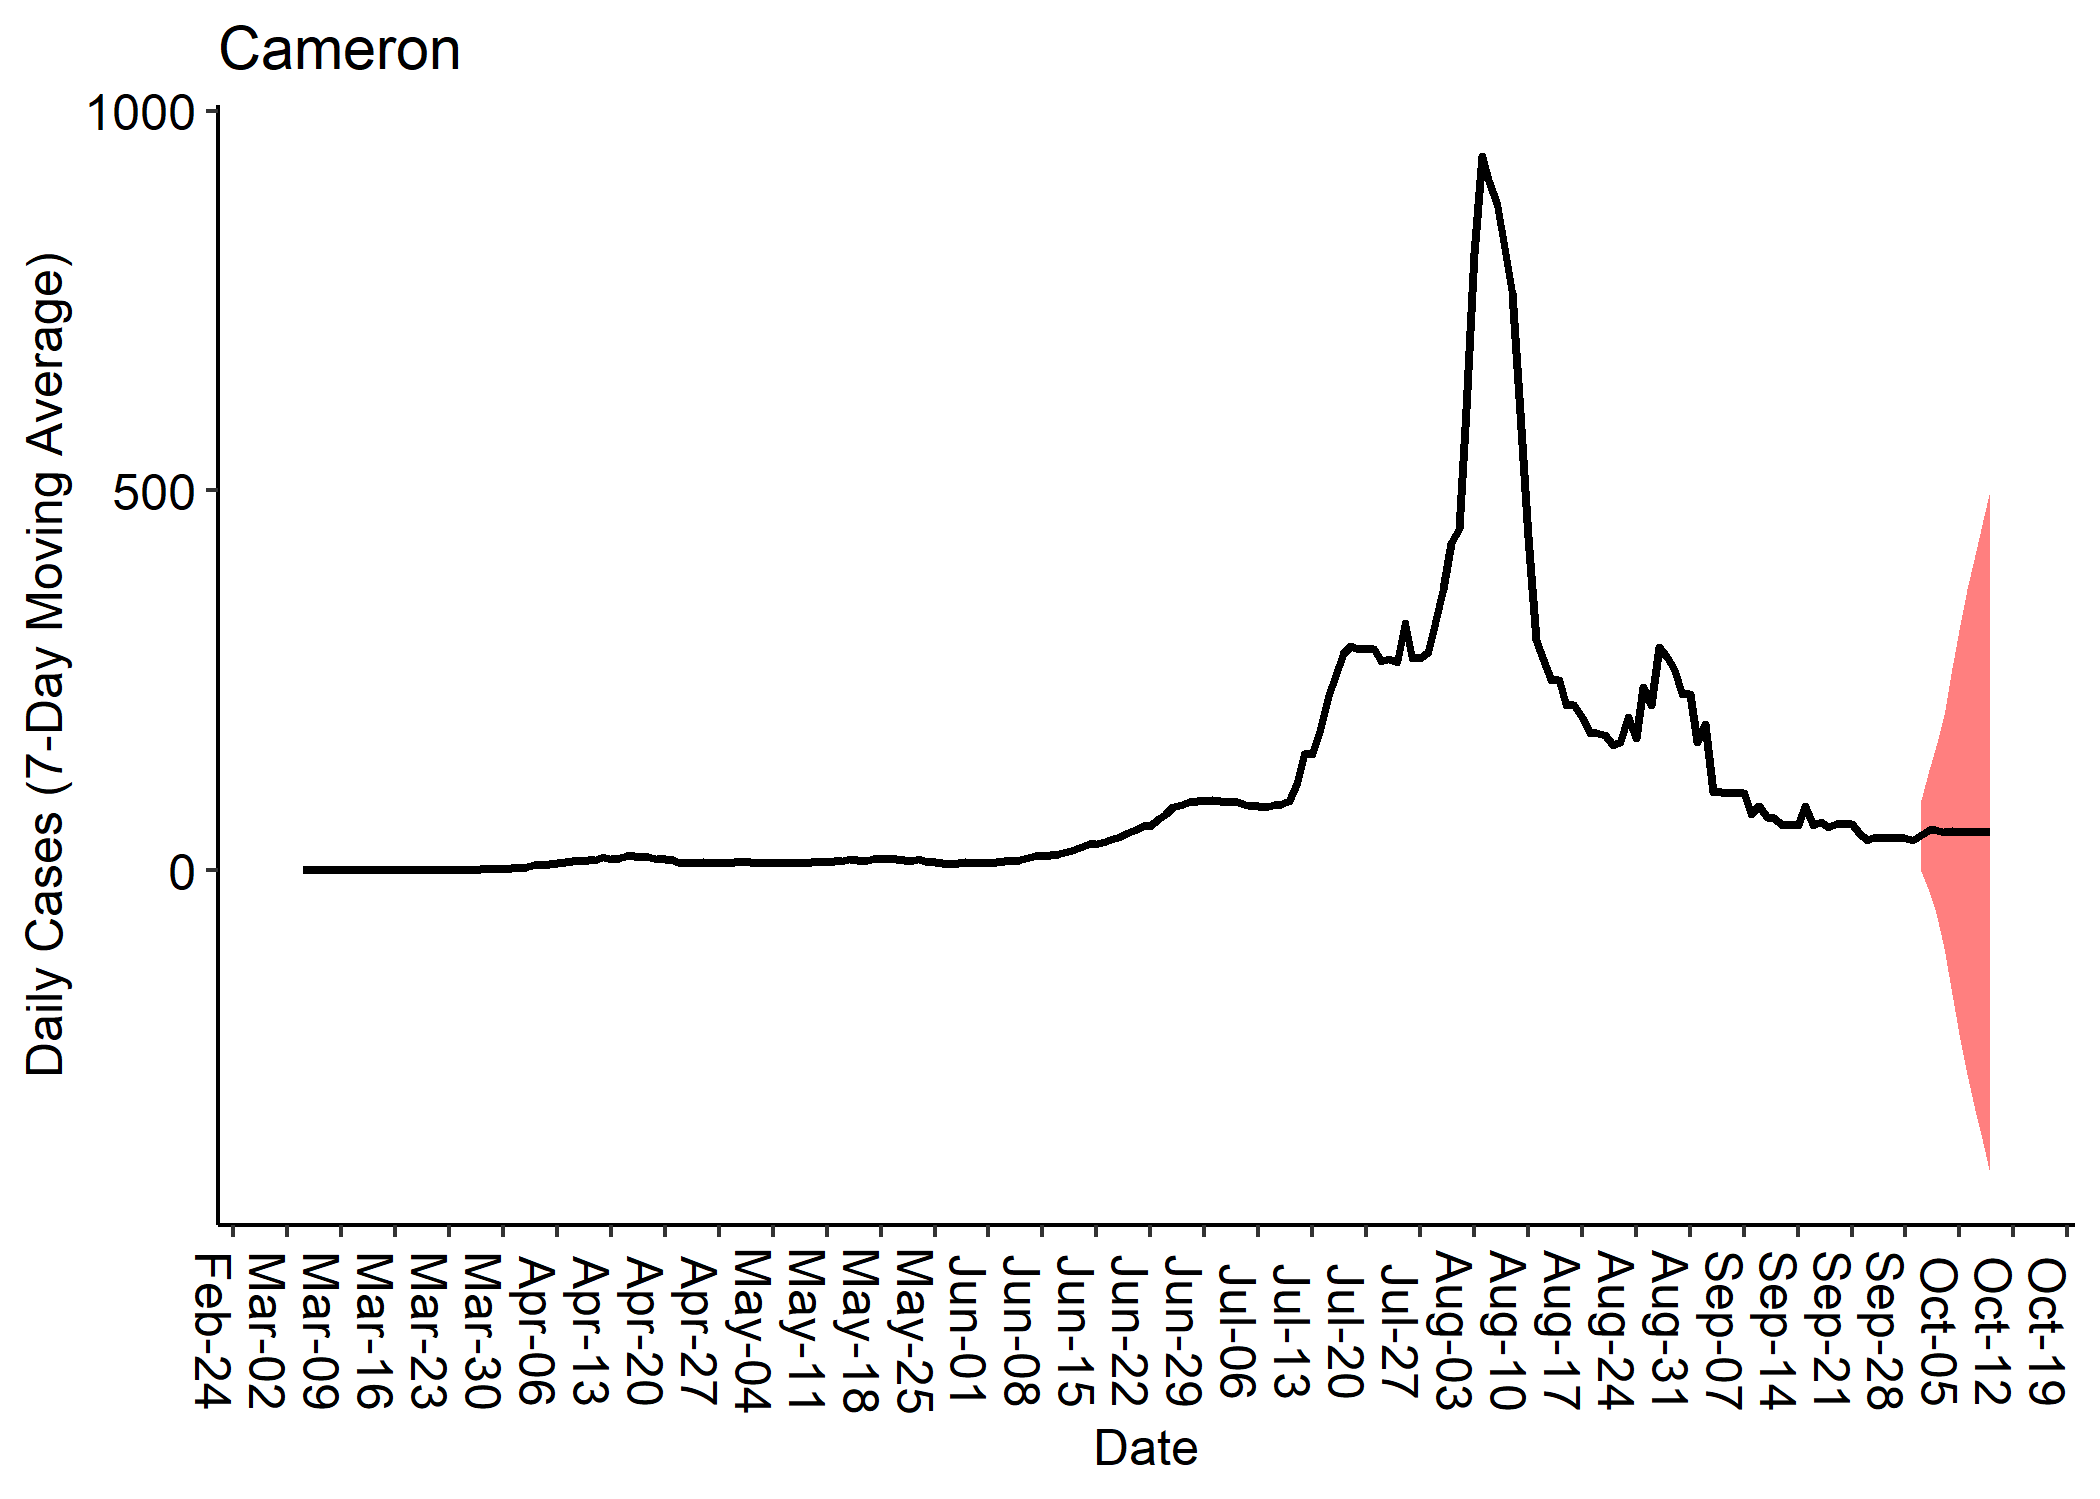 Cameron
1000
500
0
Daily Cases (7-Day Moving Average)
Feb-24
Mar-02
Mar-09
Mar-16
Mar-23
Mar-30
Apr-06
Apr-13
Apr-20
Apr-27
May-04
May-11
May-18
May-25
Jun-01
Jun-08
Jun-15
Jun-22
Jun-29
Jul-06
Jul-13
Jul-20
Jul-27
Aug-03
Aug-10
Aug-17
Aug-24
Aug-31
Sep-07
Sep-14
Sep-21
Sep-28
Oct-05
Oct-12
Oct-19
Date